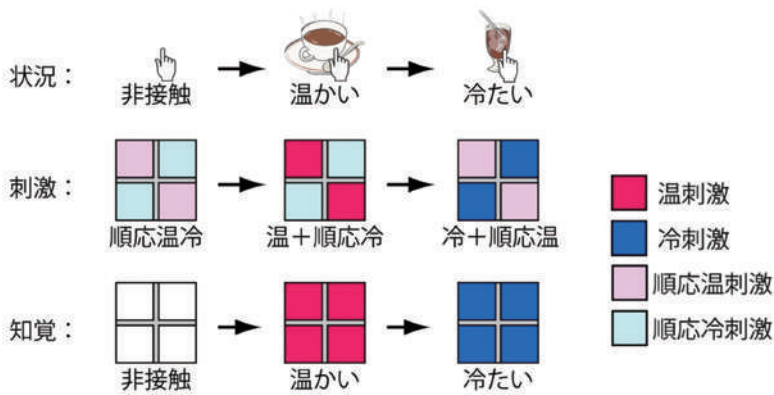 状況：
非接触
温かい
冷たい
刺激：
順応温冷
温＋順応冷
冷＋順応温
知覚：
非接触
温かい
冷たい
温刺激
冷刺激
順応温刺激
順応冷刺激